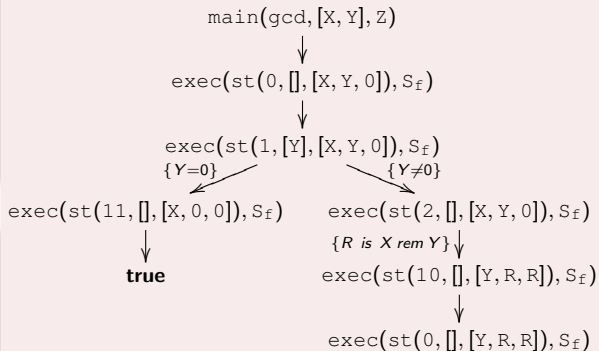 main(gcd,[X,Y],Z)
exec(st(0,[],[X,Y,0]),Sf)
exec(st(1,[Y],[X,Y,0]),Sf)
{Y=0}
{Y≠0}
exec(st(11,[],[X,0,0]),Sf)
exec(st(2,[],[X,Y,0]),Sf)
{R is X rem Y}
true
exec(st(10,[],[Y,R,R]),Sf)
exec(st(0,[],[Y,R,R]),Sf)